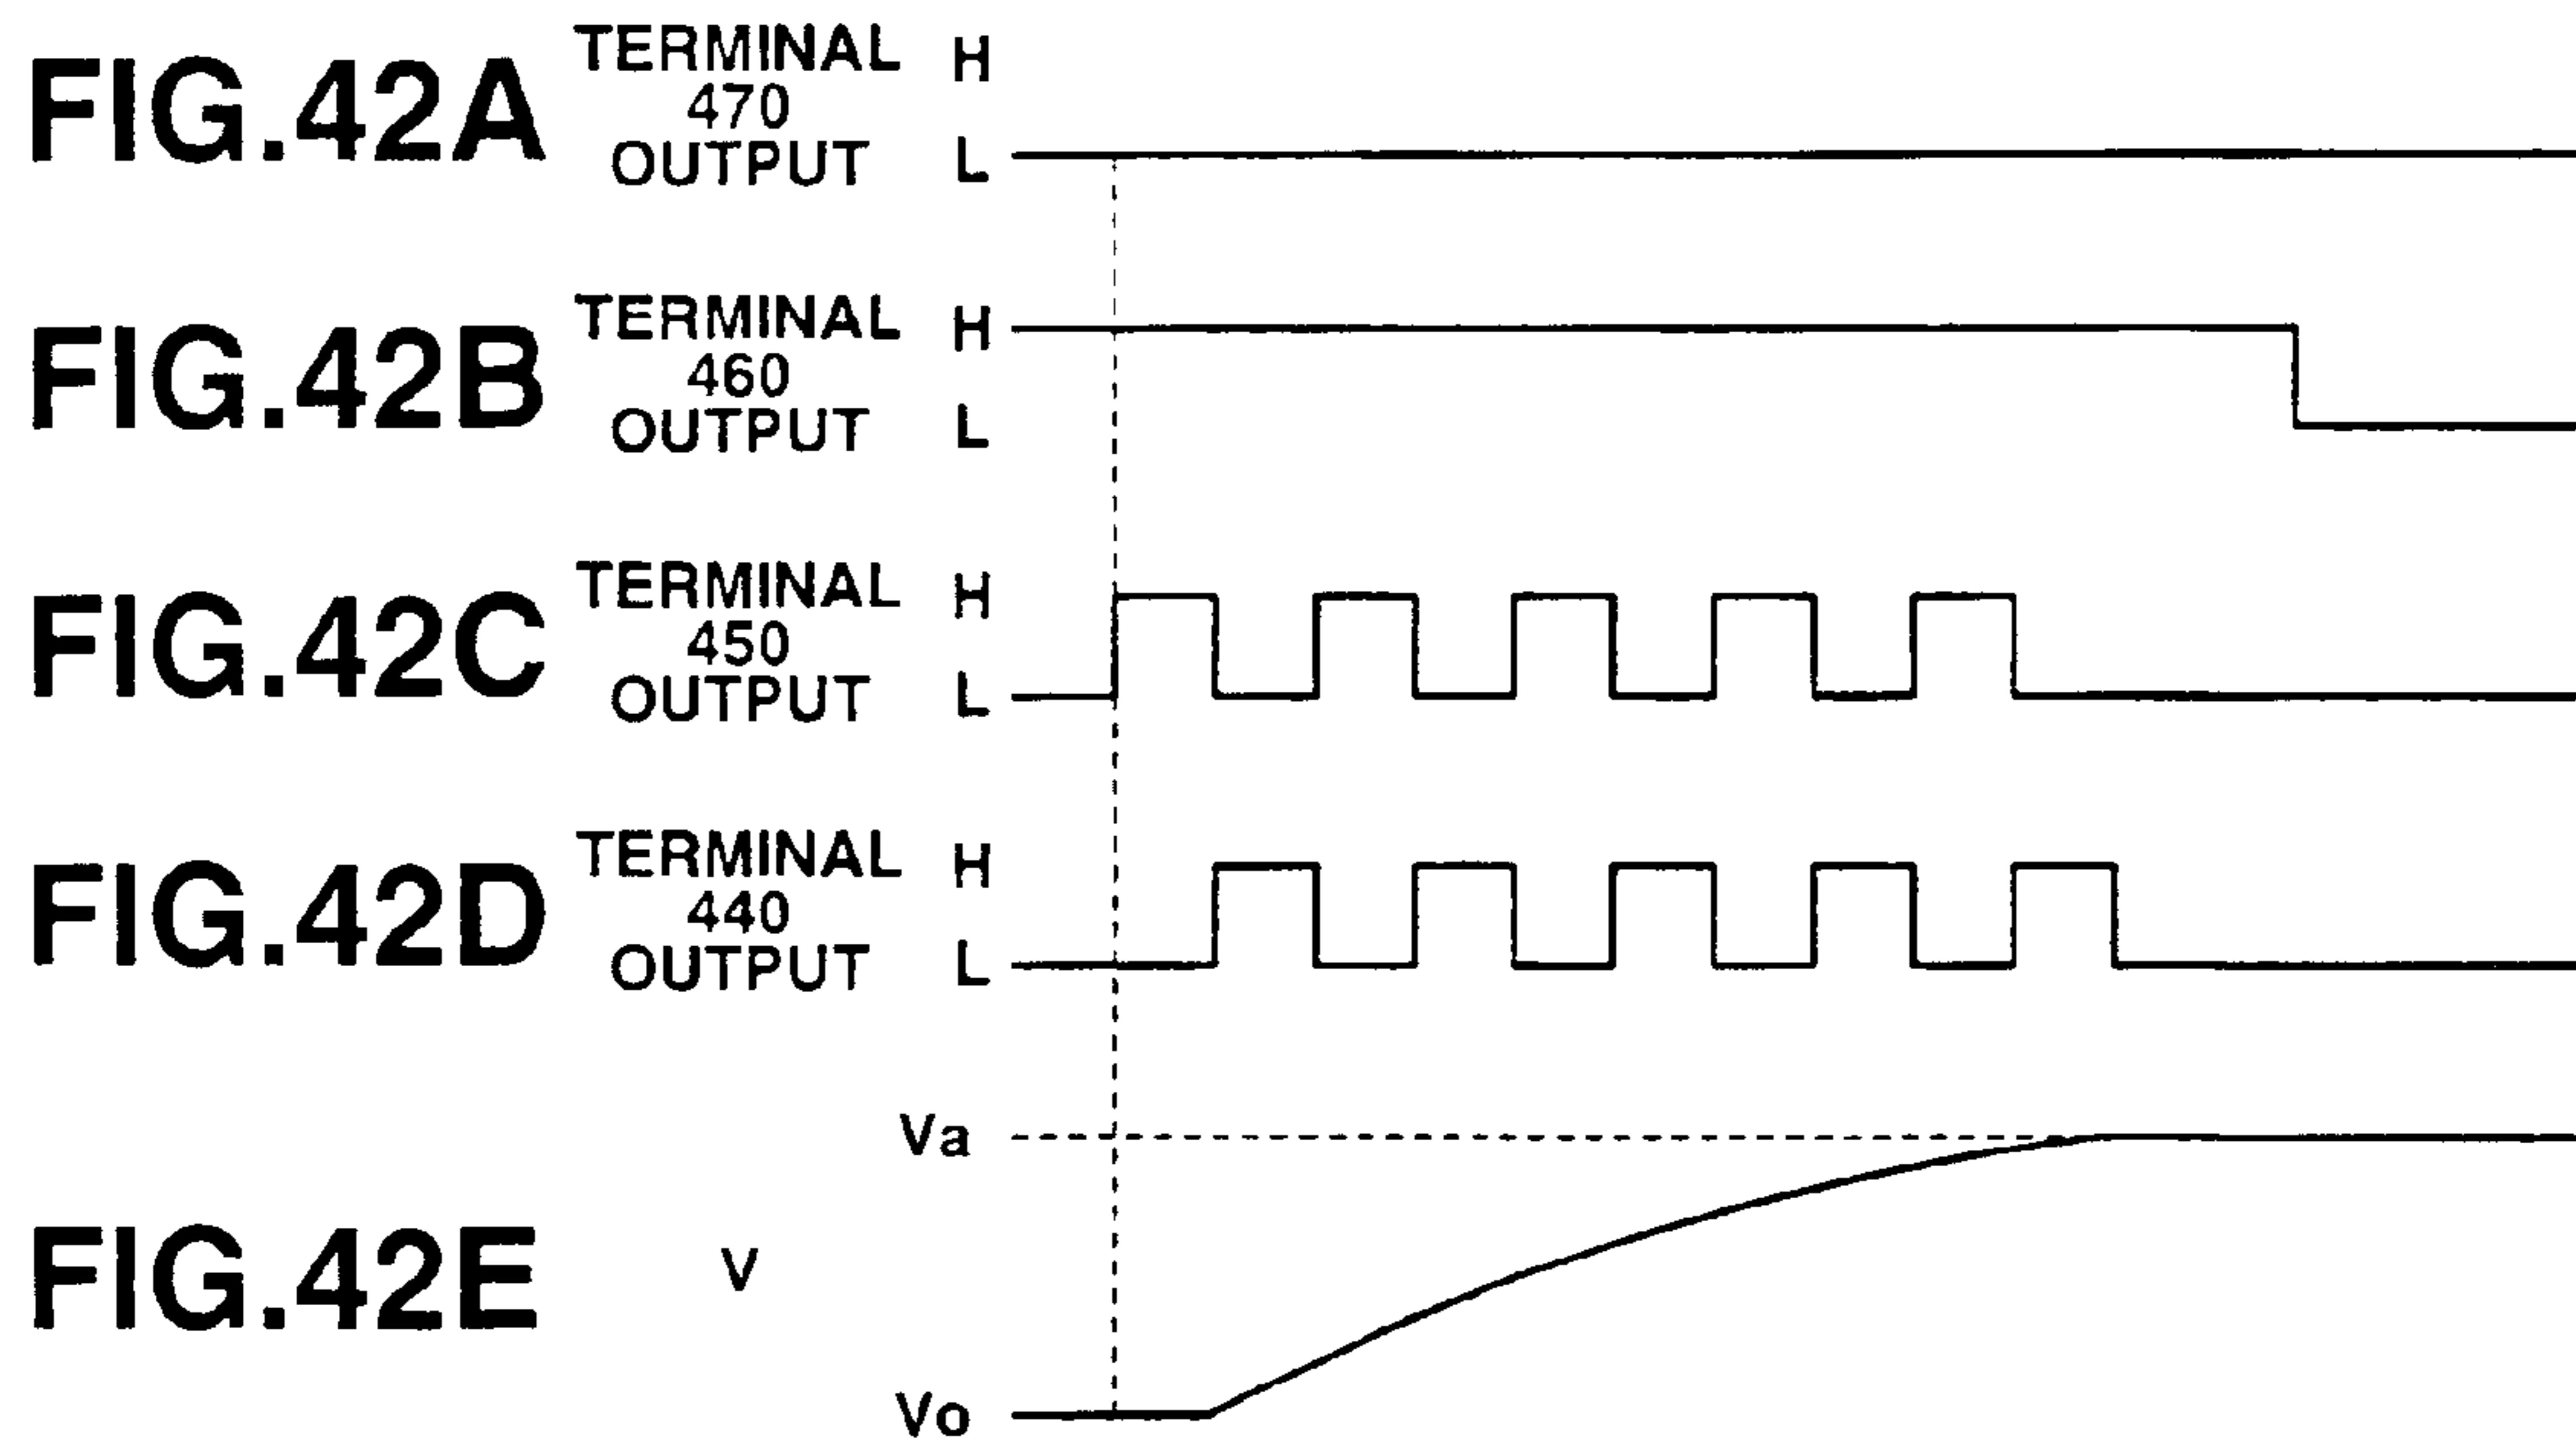 FIG.42A
TERMINAL
470
OUTPUT
H
L
FIG.42B
TERMINAL
460
OUTPUT
H
L
FIG.42C
TERMINAL
450
OUTPUT
H
L
FIG.42D
TERMINAL
440
OUTPUT
H
L
FIG.42E
V
Va
Vo